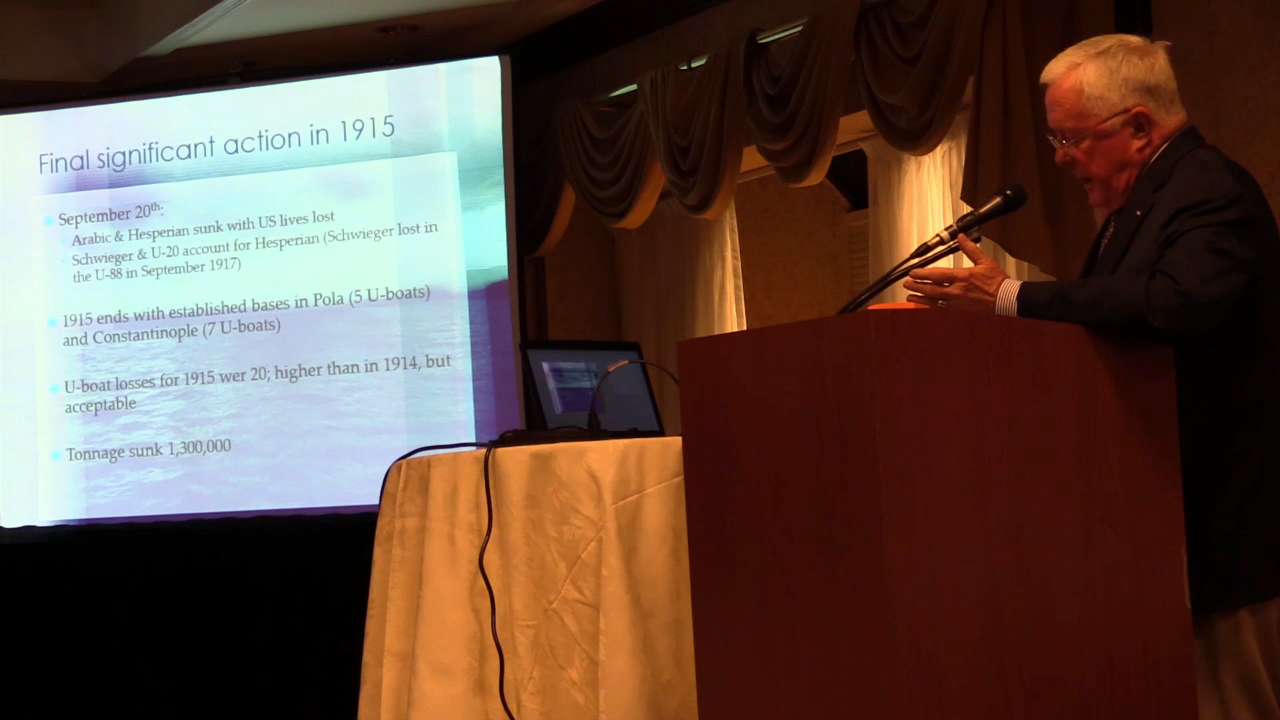 Final significant action in 1915
September 20th:
Arabic & Hesperian sunk with US lives lost
Schwieger & U-20 account for Hesperian (Schwieger lost in
the U-88 in September 1917)
1915 ends with established bases in Pola (5 U-boats)
and Constantinople (7 U-boats)
U-boat losses for 1915 wer 20; higher than in 1914, but
acceptable
Tonnage sunk 1,300,000